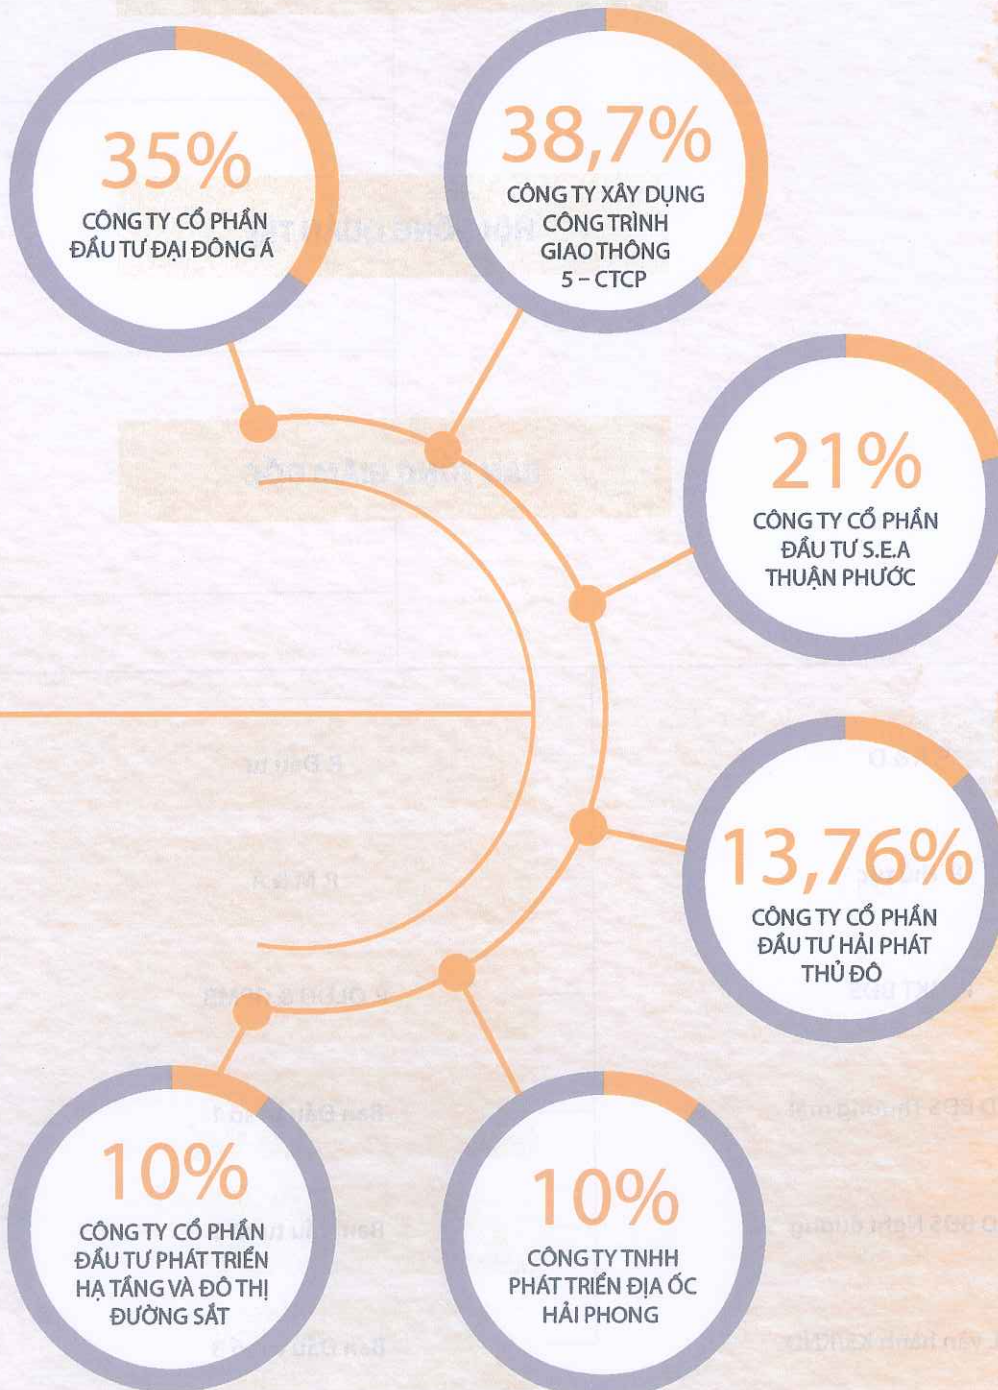 35%
CÔNG TY CỔ PHẦN
ĐẦU TƯ ĐẠI ĐÔNG Á
38,7%
CÔNG TY XÂY DỤNG
CÔNG TRÌNH
GIAO THÔNG
5 – CTCP
21%
CÔNG TY CỔ PHẦN
ĐẦU TƯ S.E.A
THUẬN PHƯỚC
13,76%
CÔNG TY CỔ PHẦN
ĐẦU TƯ HẢI PHÁT
THỦ ĐÔ
10%
CÔNG TY CỔ PHẦN
ĐẦU TƯ PHÁT TRIỂN
HẠ TẦNG VÀ ĐÔ THỊ
ĐƯỜNG SẮT
10%
CÔNG TY TNHH
PHÁT TRIỂN ĐỊA ỐC
HẢI PHONG